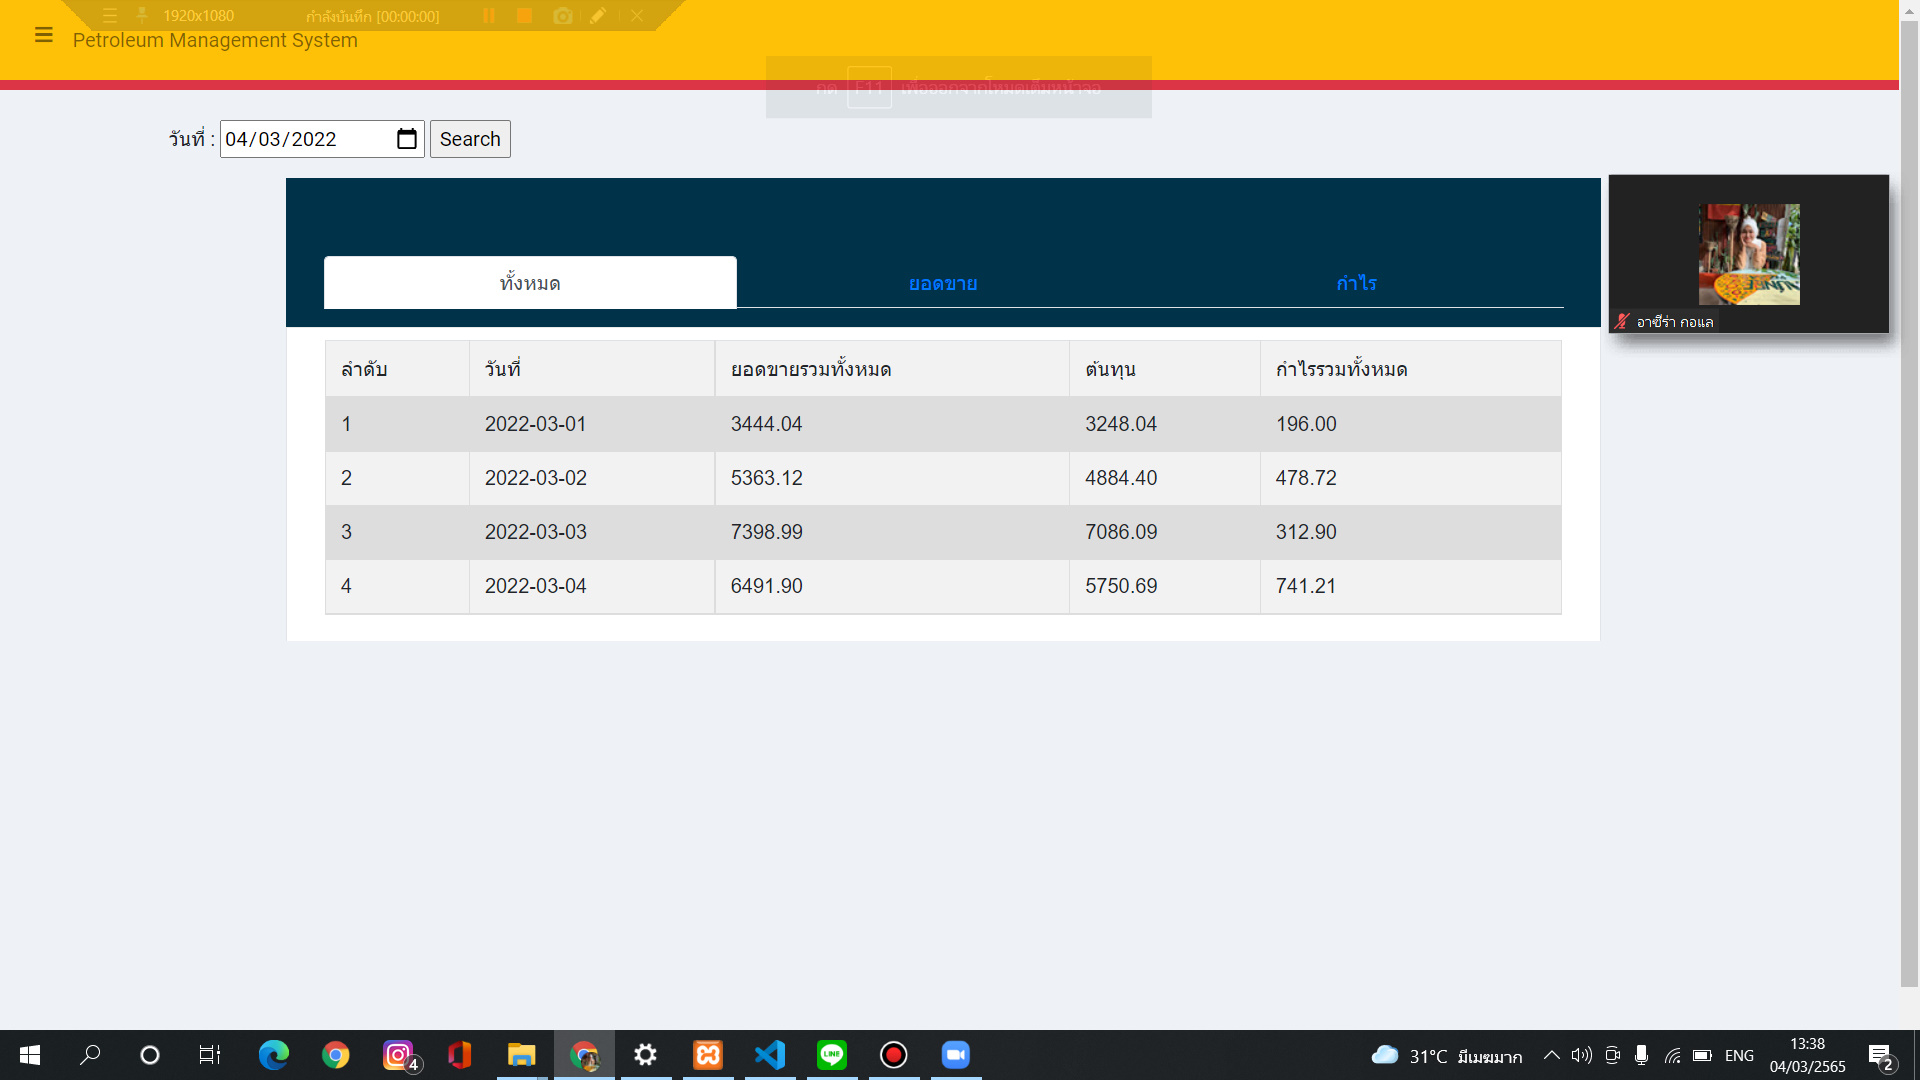 1920x1080 กำลังบันทึก [00:00:00]
Petroleum Management System
กด F11 เพื่อออกจากโหมดเต็มหน้าจอ
วันที่ : 04/03/2022 Search
ทั้งหมด ยอดขาย กำไร
อาซีร่า กอแล
ลำดับ วันที่ ยอดขายรวมทั้งหมด ต้นทุน กำไรรวมทั้งหมด
1 2022-03-01 3444.04 3248.04 196.00
2 2022-03-02 5363.12 4884.40 478.72
3 2022-03-03 7398.99 7086.09 312.90
4 2022-03-04 6491.90 5750.69 741.21
4 LINE 31°C มีเมฆมาก ENG 13:38
04/03/2565 2